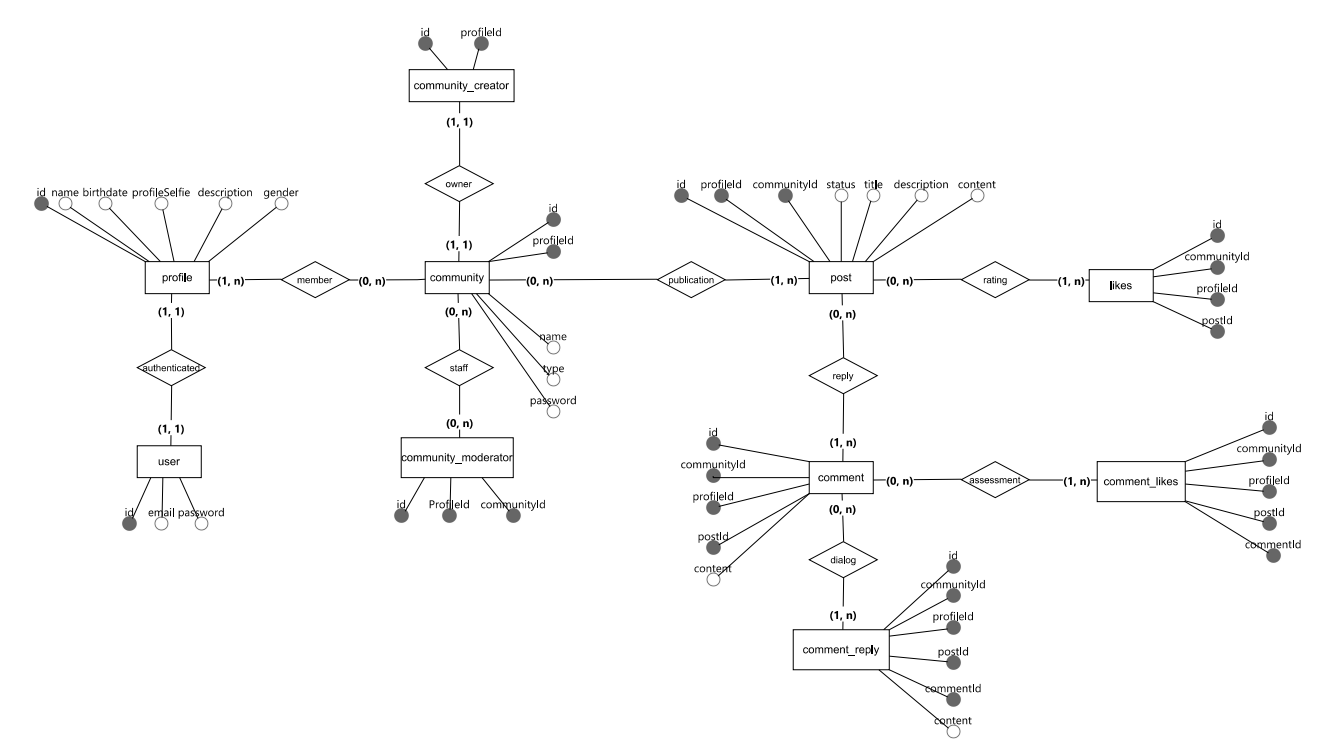 id profileId
community_creator
(1, 1)
owner
(1, 1)
id name birthdate profileSelfie description gender
profile
(1, n)
member
(0, n)
community
id
profileId
(0, n)
publication
(1, n)
id profileId communityId status title description content
post
(0, n)
rating
(1, n)
likes
id
communityId
profileId
postId
(1, 1)
authenticated
(1, 1)
user
id email password
(0, n)
staff
(0, n)
community_moderator
id ProfileId communityId
name
type
password
(0, n)
reply
(1, n)
comment
id
communityId
profileId
postId
content
(0, n)
assessment
(1, n)
comment_likes
id
communityId
profileId
postId
commentId
(0, n)
dialog
(1, n)
comment_reply
id
communityId
profileId
postId
commentId
content